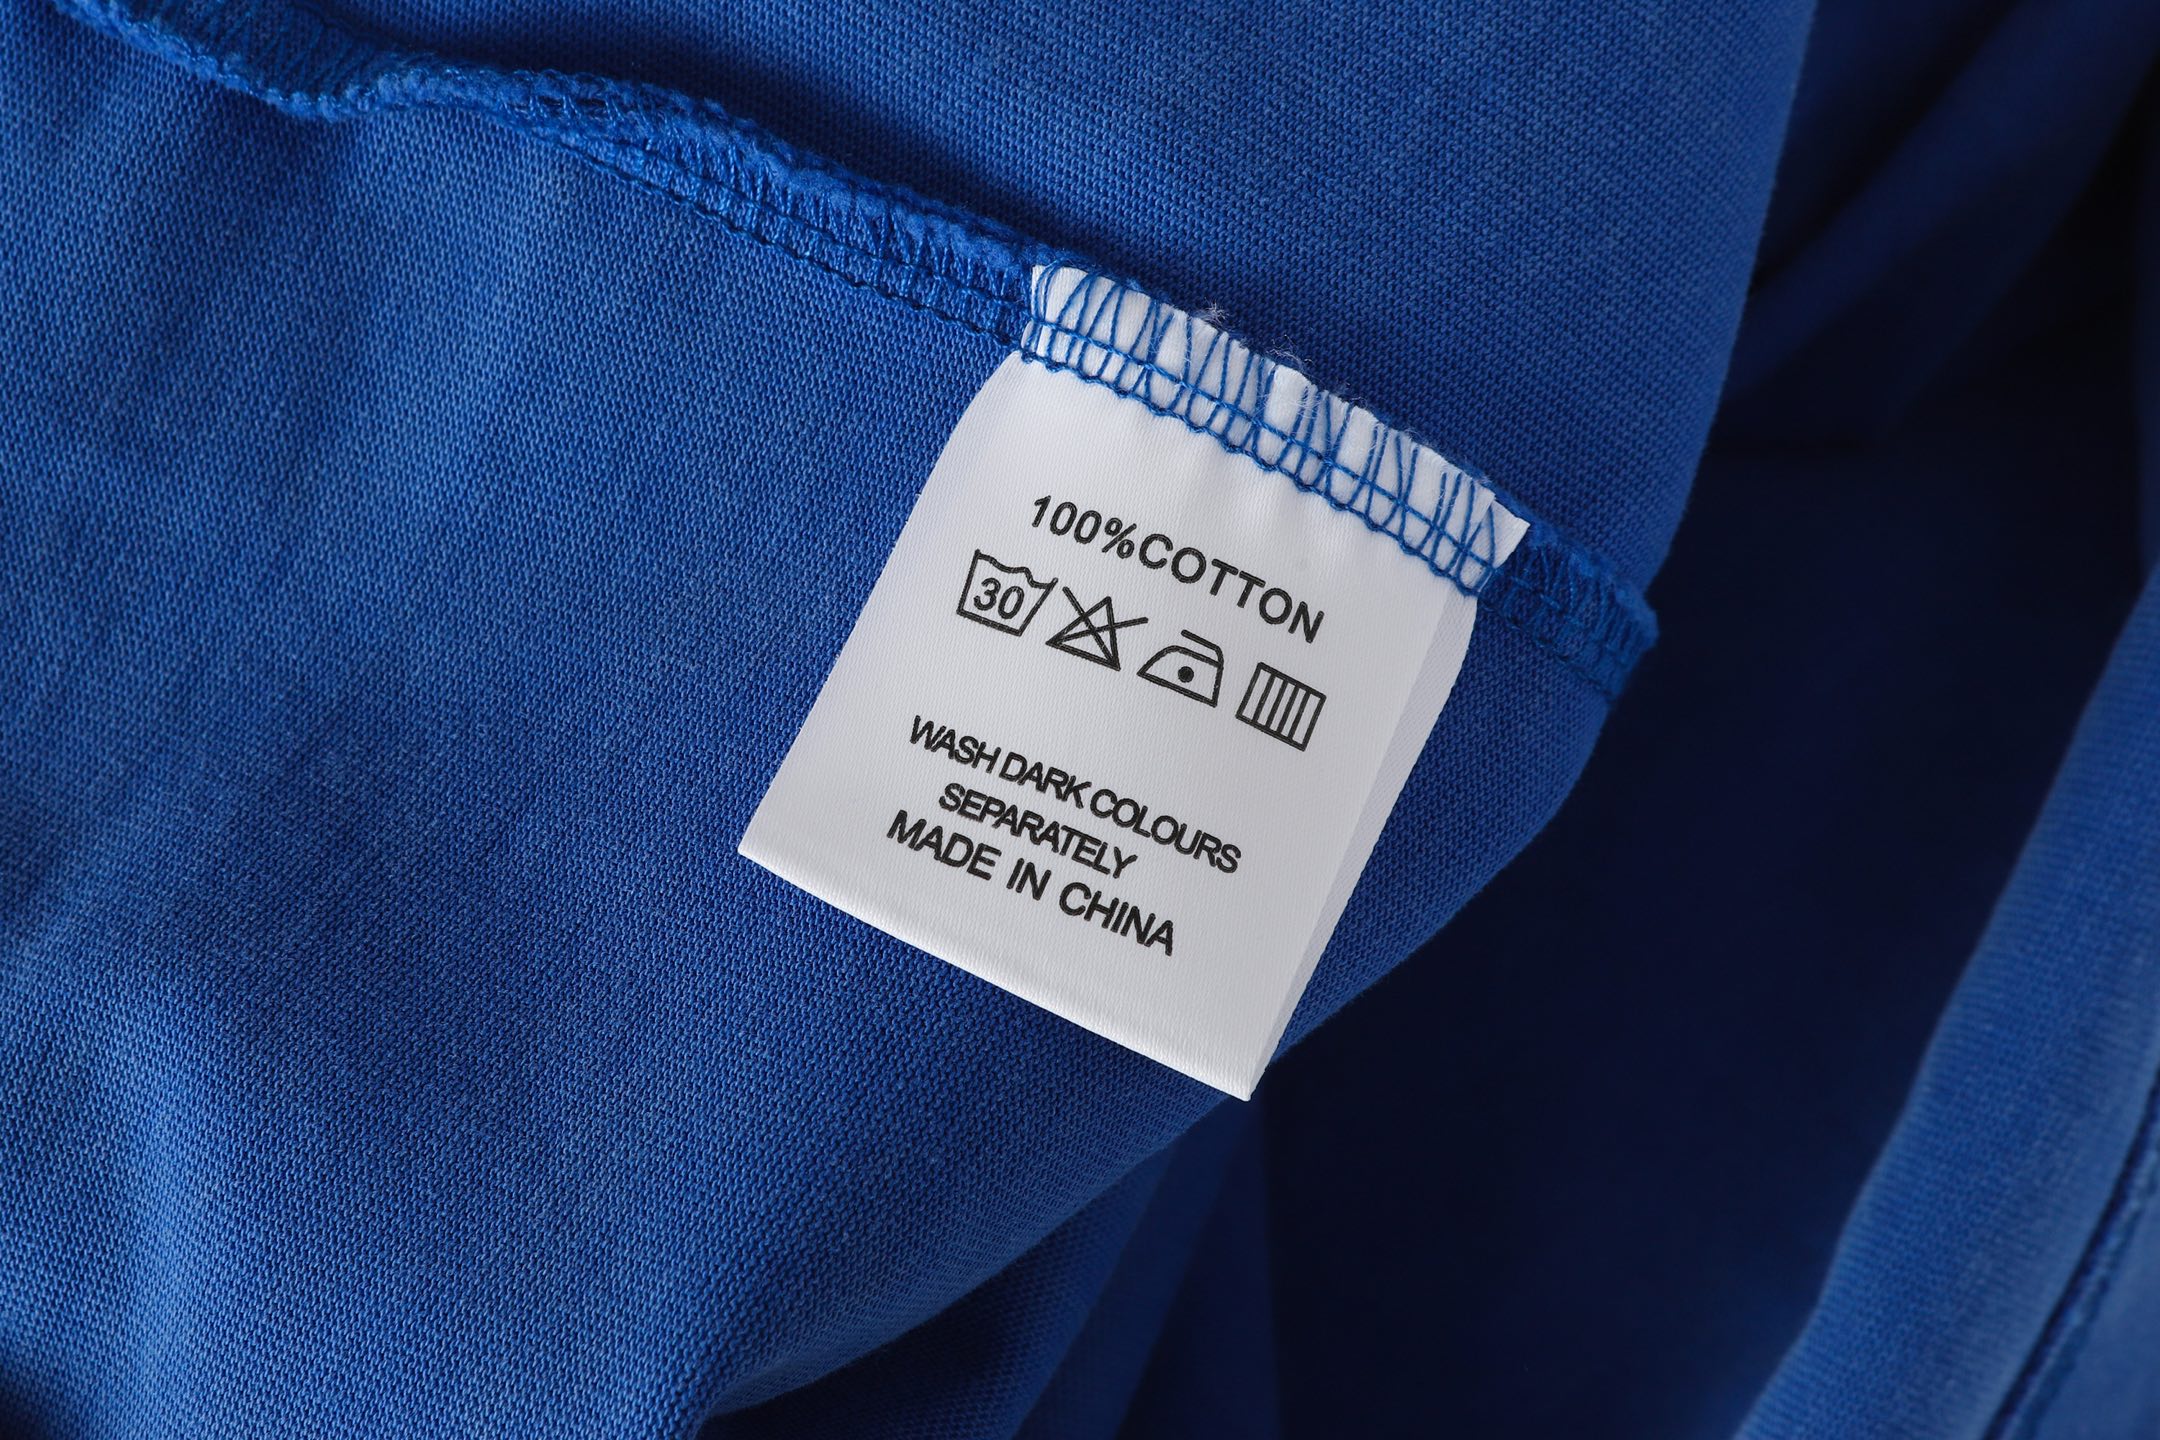 100%COTTON
30
WASH DARK COLOURS
SEPARATELY
MADE IN CHINA